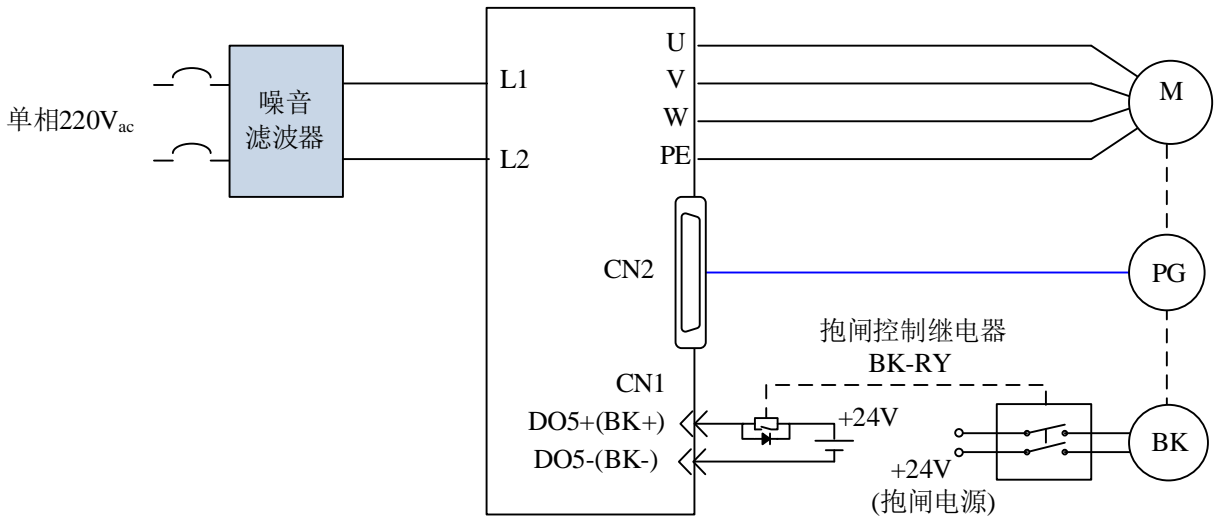 单相220Vac
噪音
滤波器
L1
L2
U
V
W
PE
M
CN2
PG
抱闸控制继电器
BK-RY
CN1
DO5+(BK+)
+24V
DO5-(BK-)
+24V
(抱闸电源)
BK